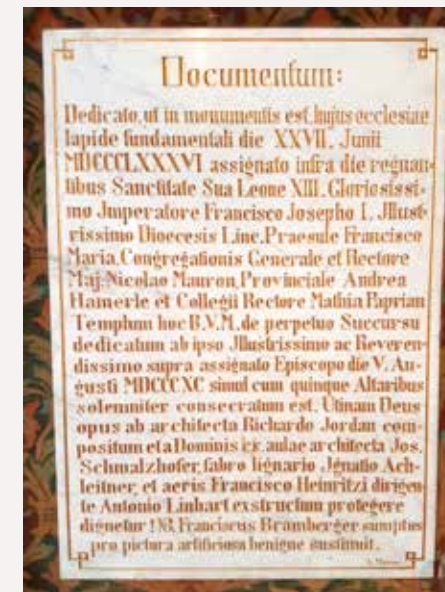 Documentum:
Dedicato, ut in monumentis est, hujus ecclesiae
lapide fundamentali die XXVII. Junii
MDCCCLXXXVI assignato infra die regnan-
tibus Sanctitate Sua Leone XIII. Gloriosissi-
mo Imperatore Francisco Josepho I. Illust-
rissimo Dioecesis Linc. Praesule Francisco
Maria, Congregationis Generale et Rectore
Maj. Nicolao Mauron, Provinciale Andrea
Hamerle et Collegii Rectore Mathia Paprian
Templum hoc B.V.M. de perpetuo Succursu
dedicatum ab ipso Illustrissimo ac Reveren-
dissimo supra assignato Episcopo die V. Au-
gusti MDCCCXC simul cum quinque Altaribus
solemniter consecratum est. Utinam Deus
opus ab architecta Richardo Jordan com-
positum et a Dominis aulae architecta Jos.
Schmalzhofer, fabro lignario Ignatio Ach-
leitner, et aeris Francisco Heinritzi dirigen-
te Antonio Linhart exstructum protegere
dignetur! Franciscus Bramberger sumptus
pro pictura artificiosa benigne sustinuit.